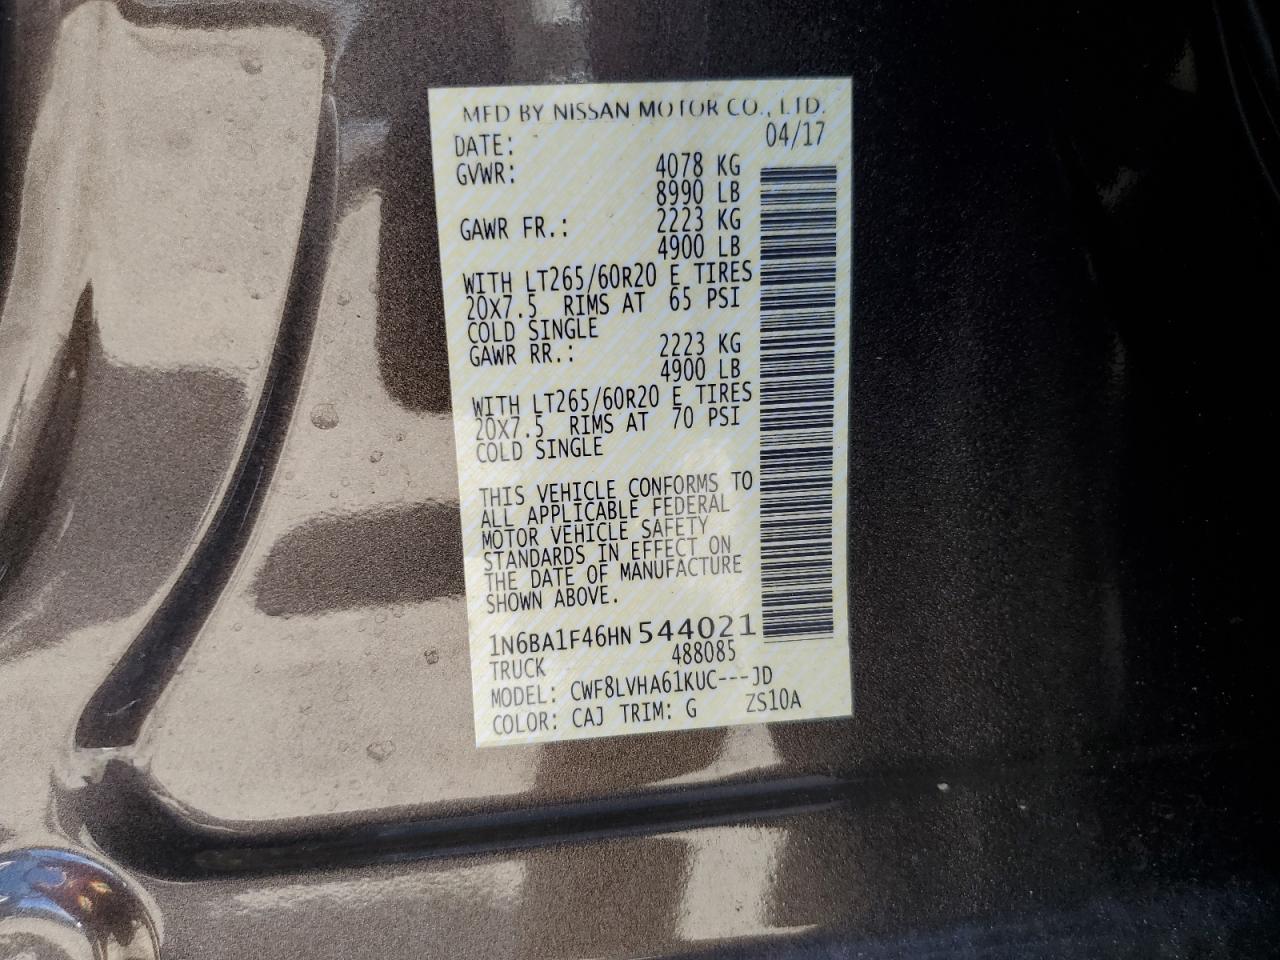 MFD BY NISSAN MOTOR CO., LTD.
DATE: 04/17
GVWR: 4078 KG
8990 LB
GAWR FR.: 2223 KG
4900 LB
WITH LT265/60R20 E TIRES
20X7.5 RIMS AT 65 PSI
COLD SINGLE
GAWR RR.: 2223 KG
4900 LB
WITH LT265/60R20 E TIRES
20X7.5 RIMS AT 70 PSI
COLD SINGLE
THIS VEHICLE CONFORMS TO
ALL APPLICABLE FEDERAL
MOTOR VEHICLE SAFETY
STANDARDS IN EFFECT ON
THE DATE OF MANUFACTURE
SHOWN ABOVE.
1N6BA1F46HN544021
TRUCK 488085
MODEL: CWF8LVHA61KUC---JD
COLOR: CAJ TRIM: G ZS10A